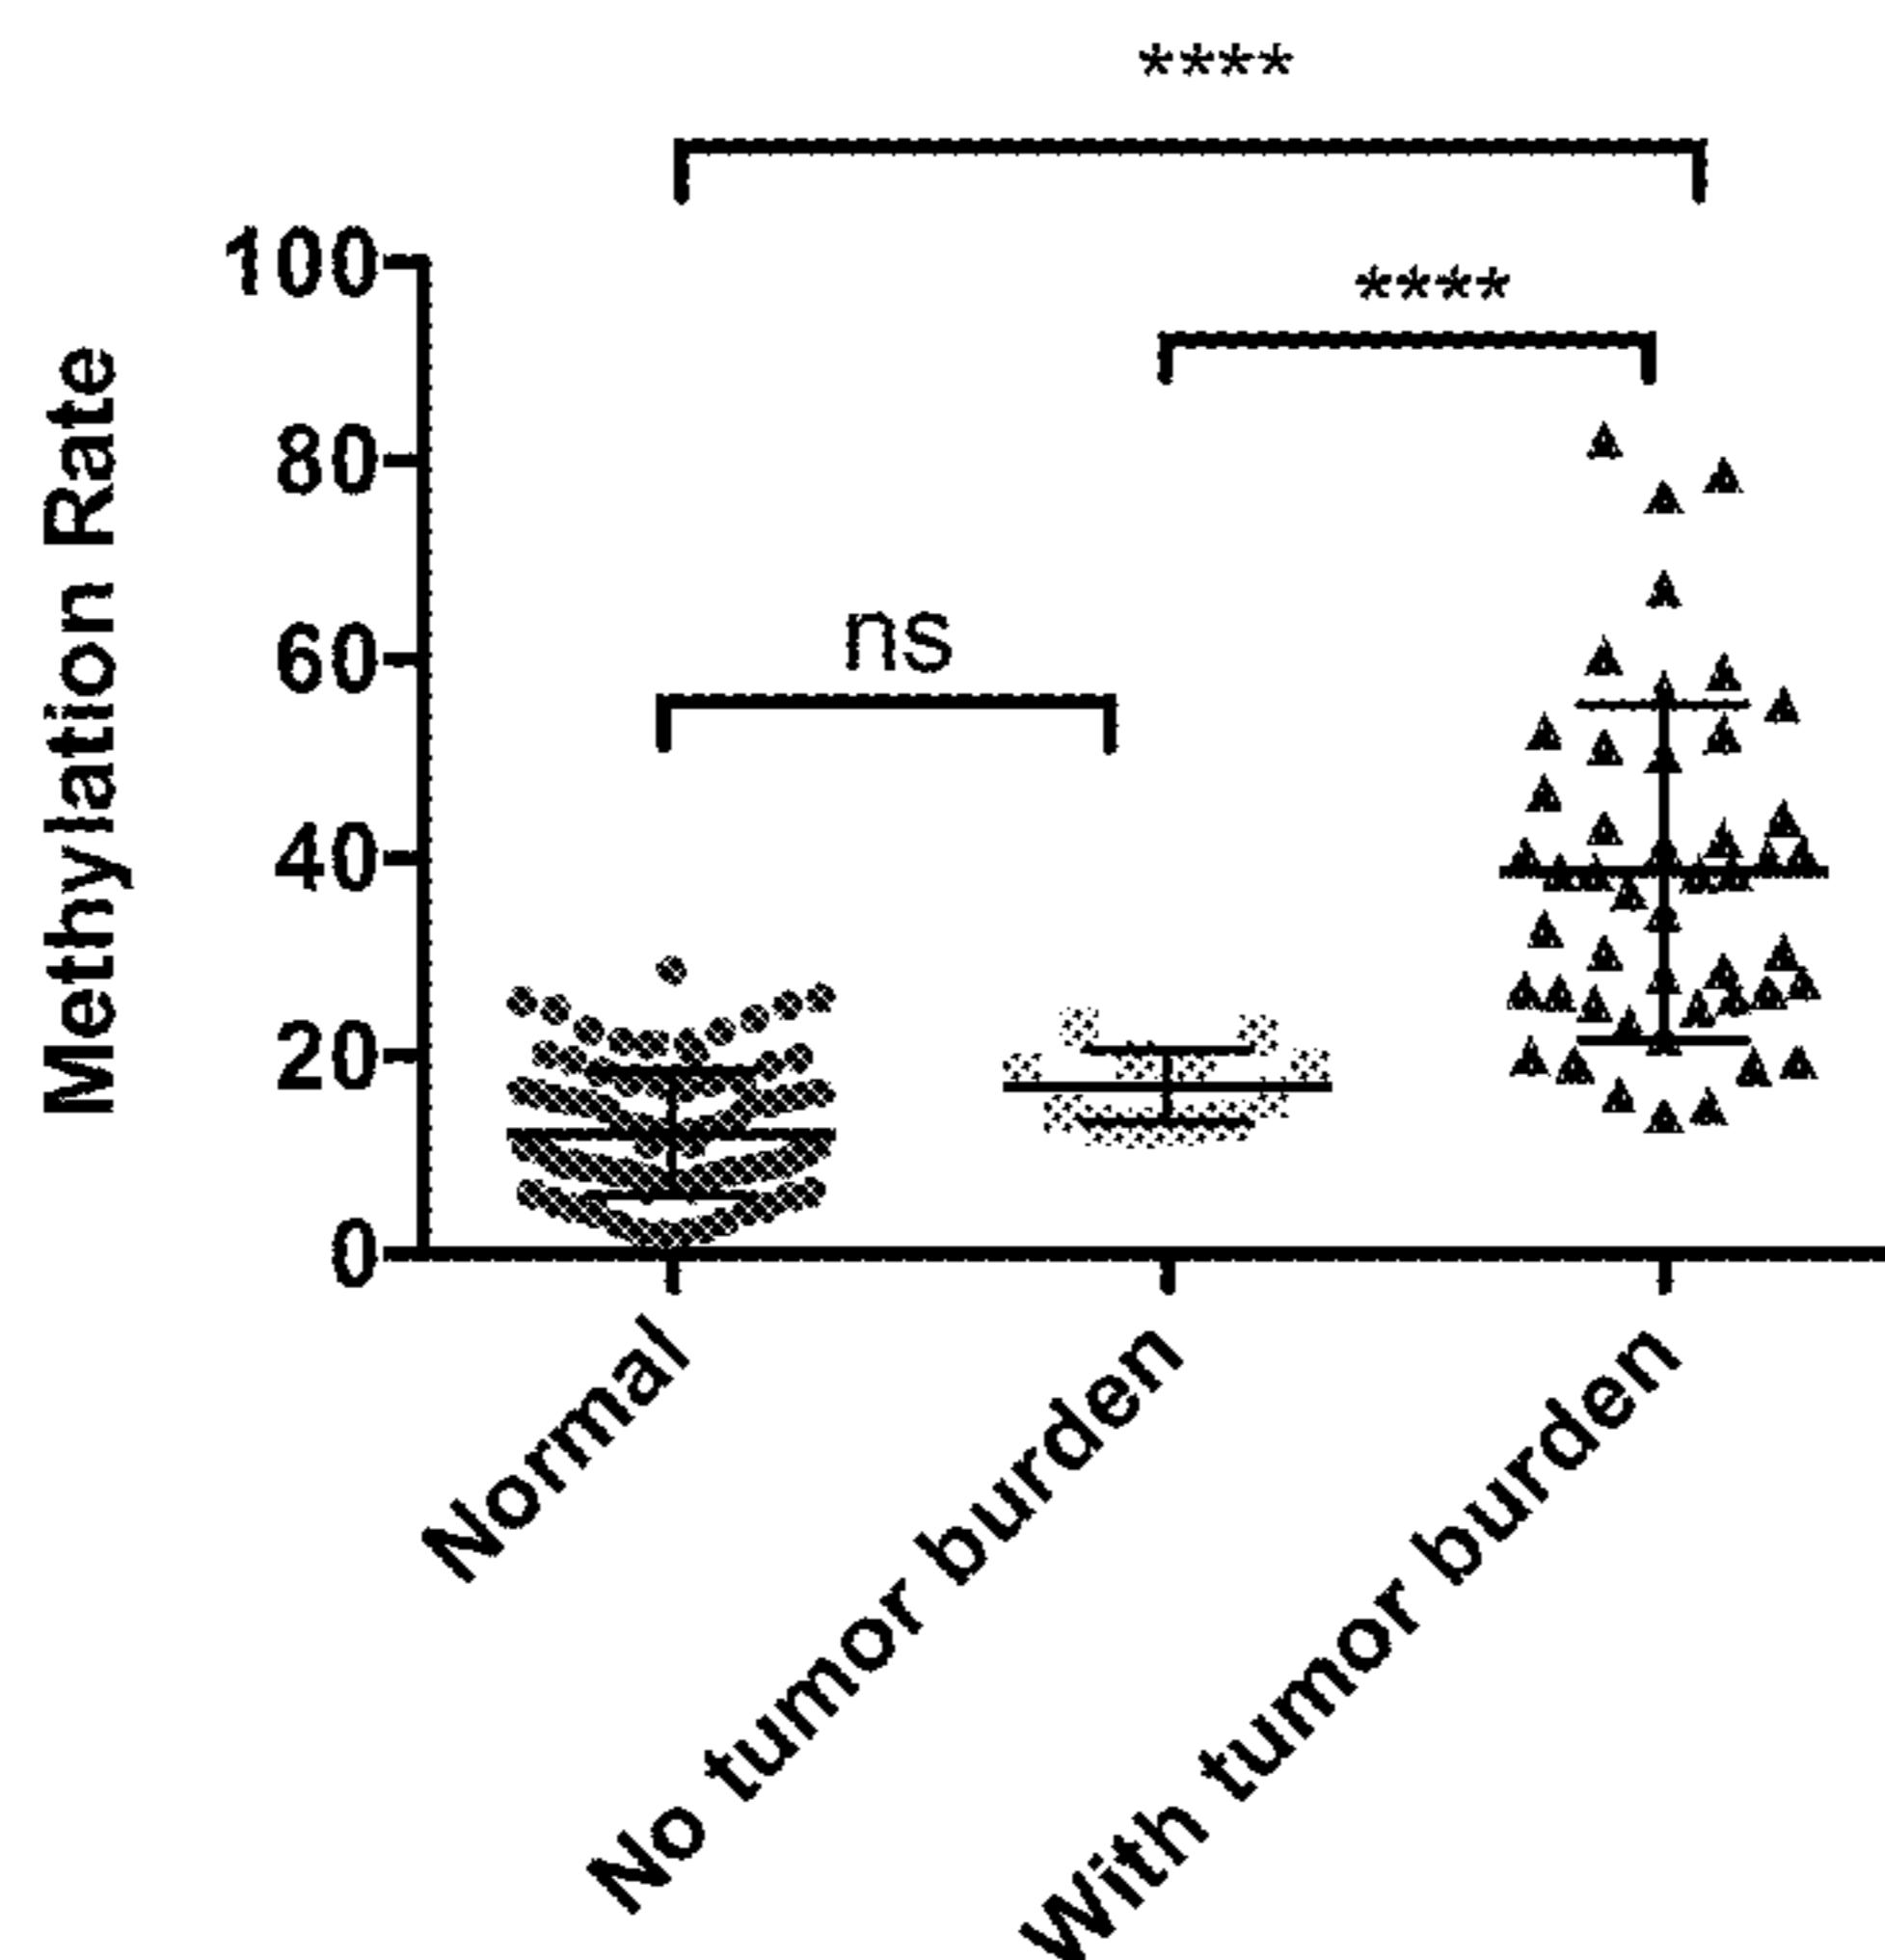 ****
****
ns
Methylation Rate
100
80
60
40
20
0
Normal
No tumor burden
With tumor burden